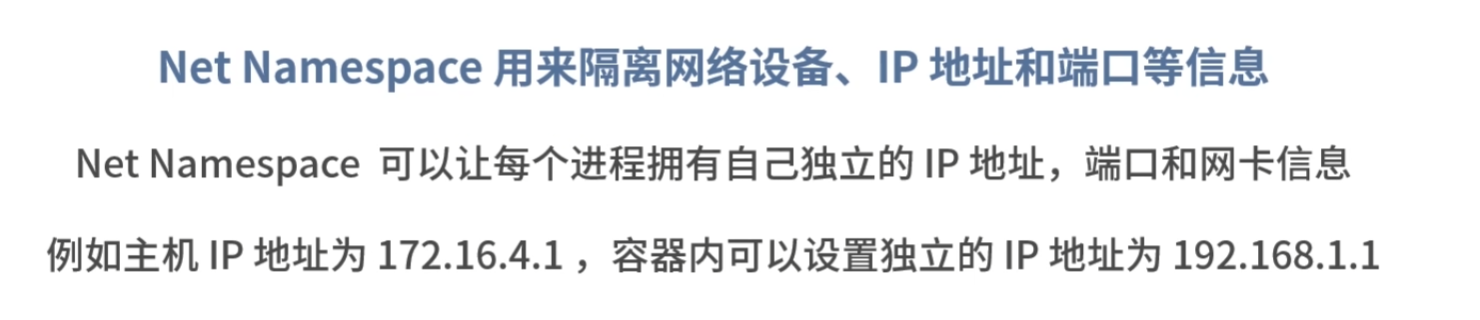 Net Namespace 用来隔离网络设备、IP 地址和端口等信息
Net Namespace 可以让每个进程拥有自己独立的 IP 地址，端口和网卡信息
例如主机 IP 地址为 172.16.4.1 ，容器内可以设置独立的 IP 地址为 192.168.1.1